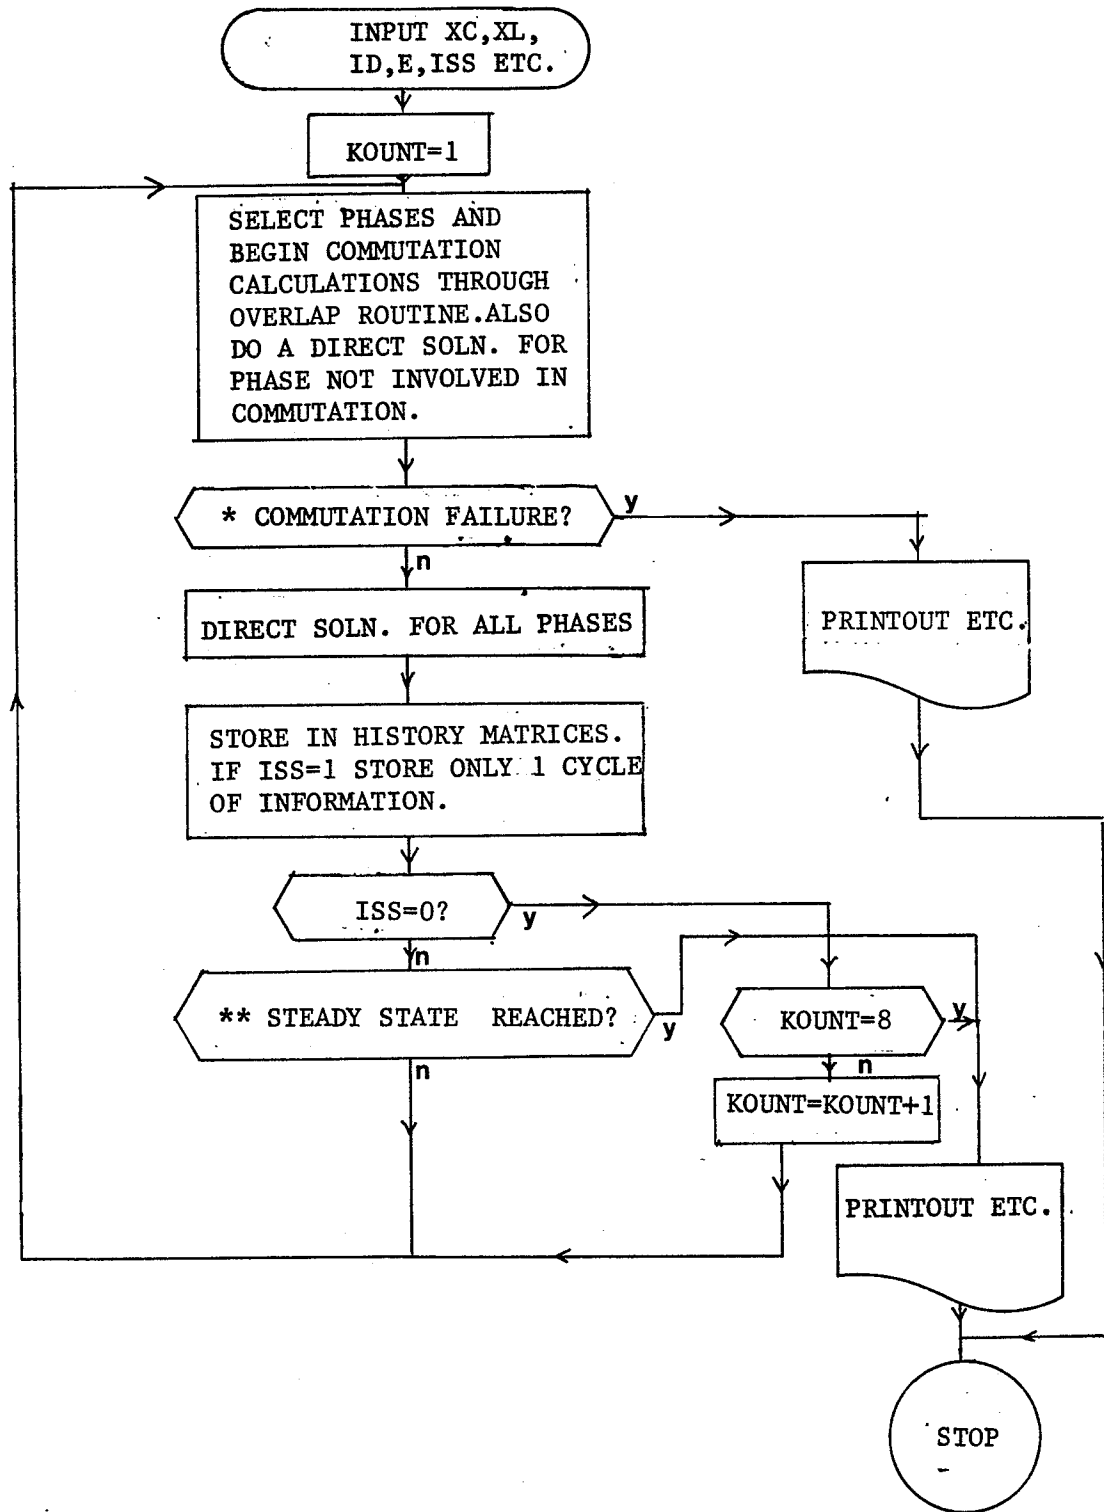 INPUT XC,XL,
ID,E,ISS ETC.
KOUNT=1
SELECT PHASES AND
BEGIN COMMUTATION
CALCULATIONS THROUGH
OVERLAP ROUTINE.ALSO
DO A DIRECT SOLN. FOR
PHASE NOT INVOLVED IN
COMMUTATION.
* COMMUTATION FAILURE?
y
n
PRINTOUT ETC.
DIRECT SOLN. FOR ALL PHASES
STORE IN HISTORY MATRICES.
IF ISS=1 STORE ONLY 1 CYCLE
OF INFORMATION.
ISS=0?
y
n
** STEADY STATE REACHED?
y
n
KOUNT=8
y
n
KOUNT=KOUNT+1
PRINTOUT ETC.
STOP